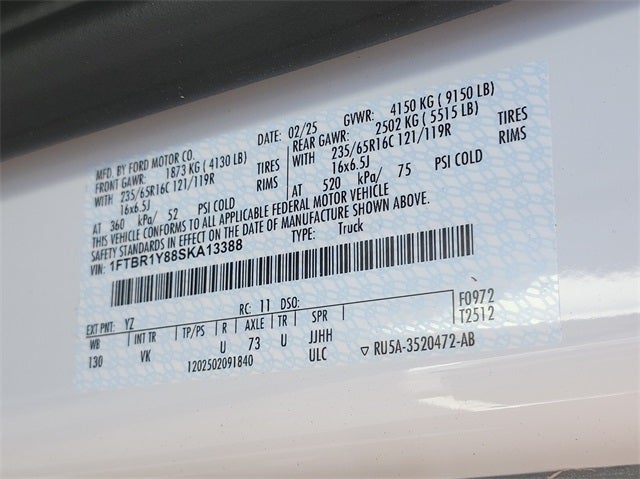 MFD. BY FORD MOTOR CO. DATE: 02/25 GVWR: 4150 KG ( 9150 LB)
FRONT GAWR: 1873 KG ( 4130 LB) REAR GAWR: 2502 KG ( 5515 LB)
WITH 235/65R16C 121/119R TIRES WITH 235/65R16C 121/119R TIRES
16x6.5J RIMS 16x6.5J RIMS
AT 360 kPa/ 52 PSI COLD AT 520 kPa/ 75 PSI COLD
THIS VEHICLE CONFORMS TO ALL APPLICABLE FEDERAL MOTOR VEHICLE
SAFETY STANDARDS IN EFFECT ON THE DATE OF MANUFACTURE SHOWN ABOVE.
VIN: 1FTBR1Y88SKA13388 TYPE: Truck
EXT PNT: YZ RC: 11 DSO: F0972
WB INT TR TP/PS R AXLE TR SPR T2512
130 VK U 73 U JJHH
1202502091840 ULC ▽ RU5A-3520472-AB